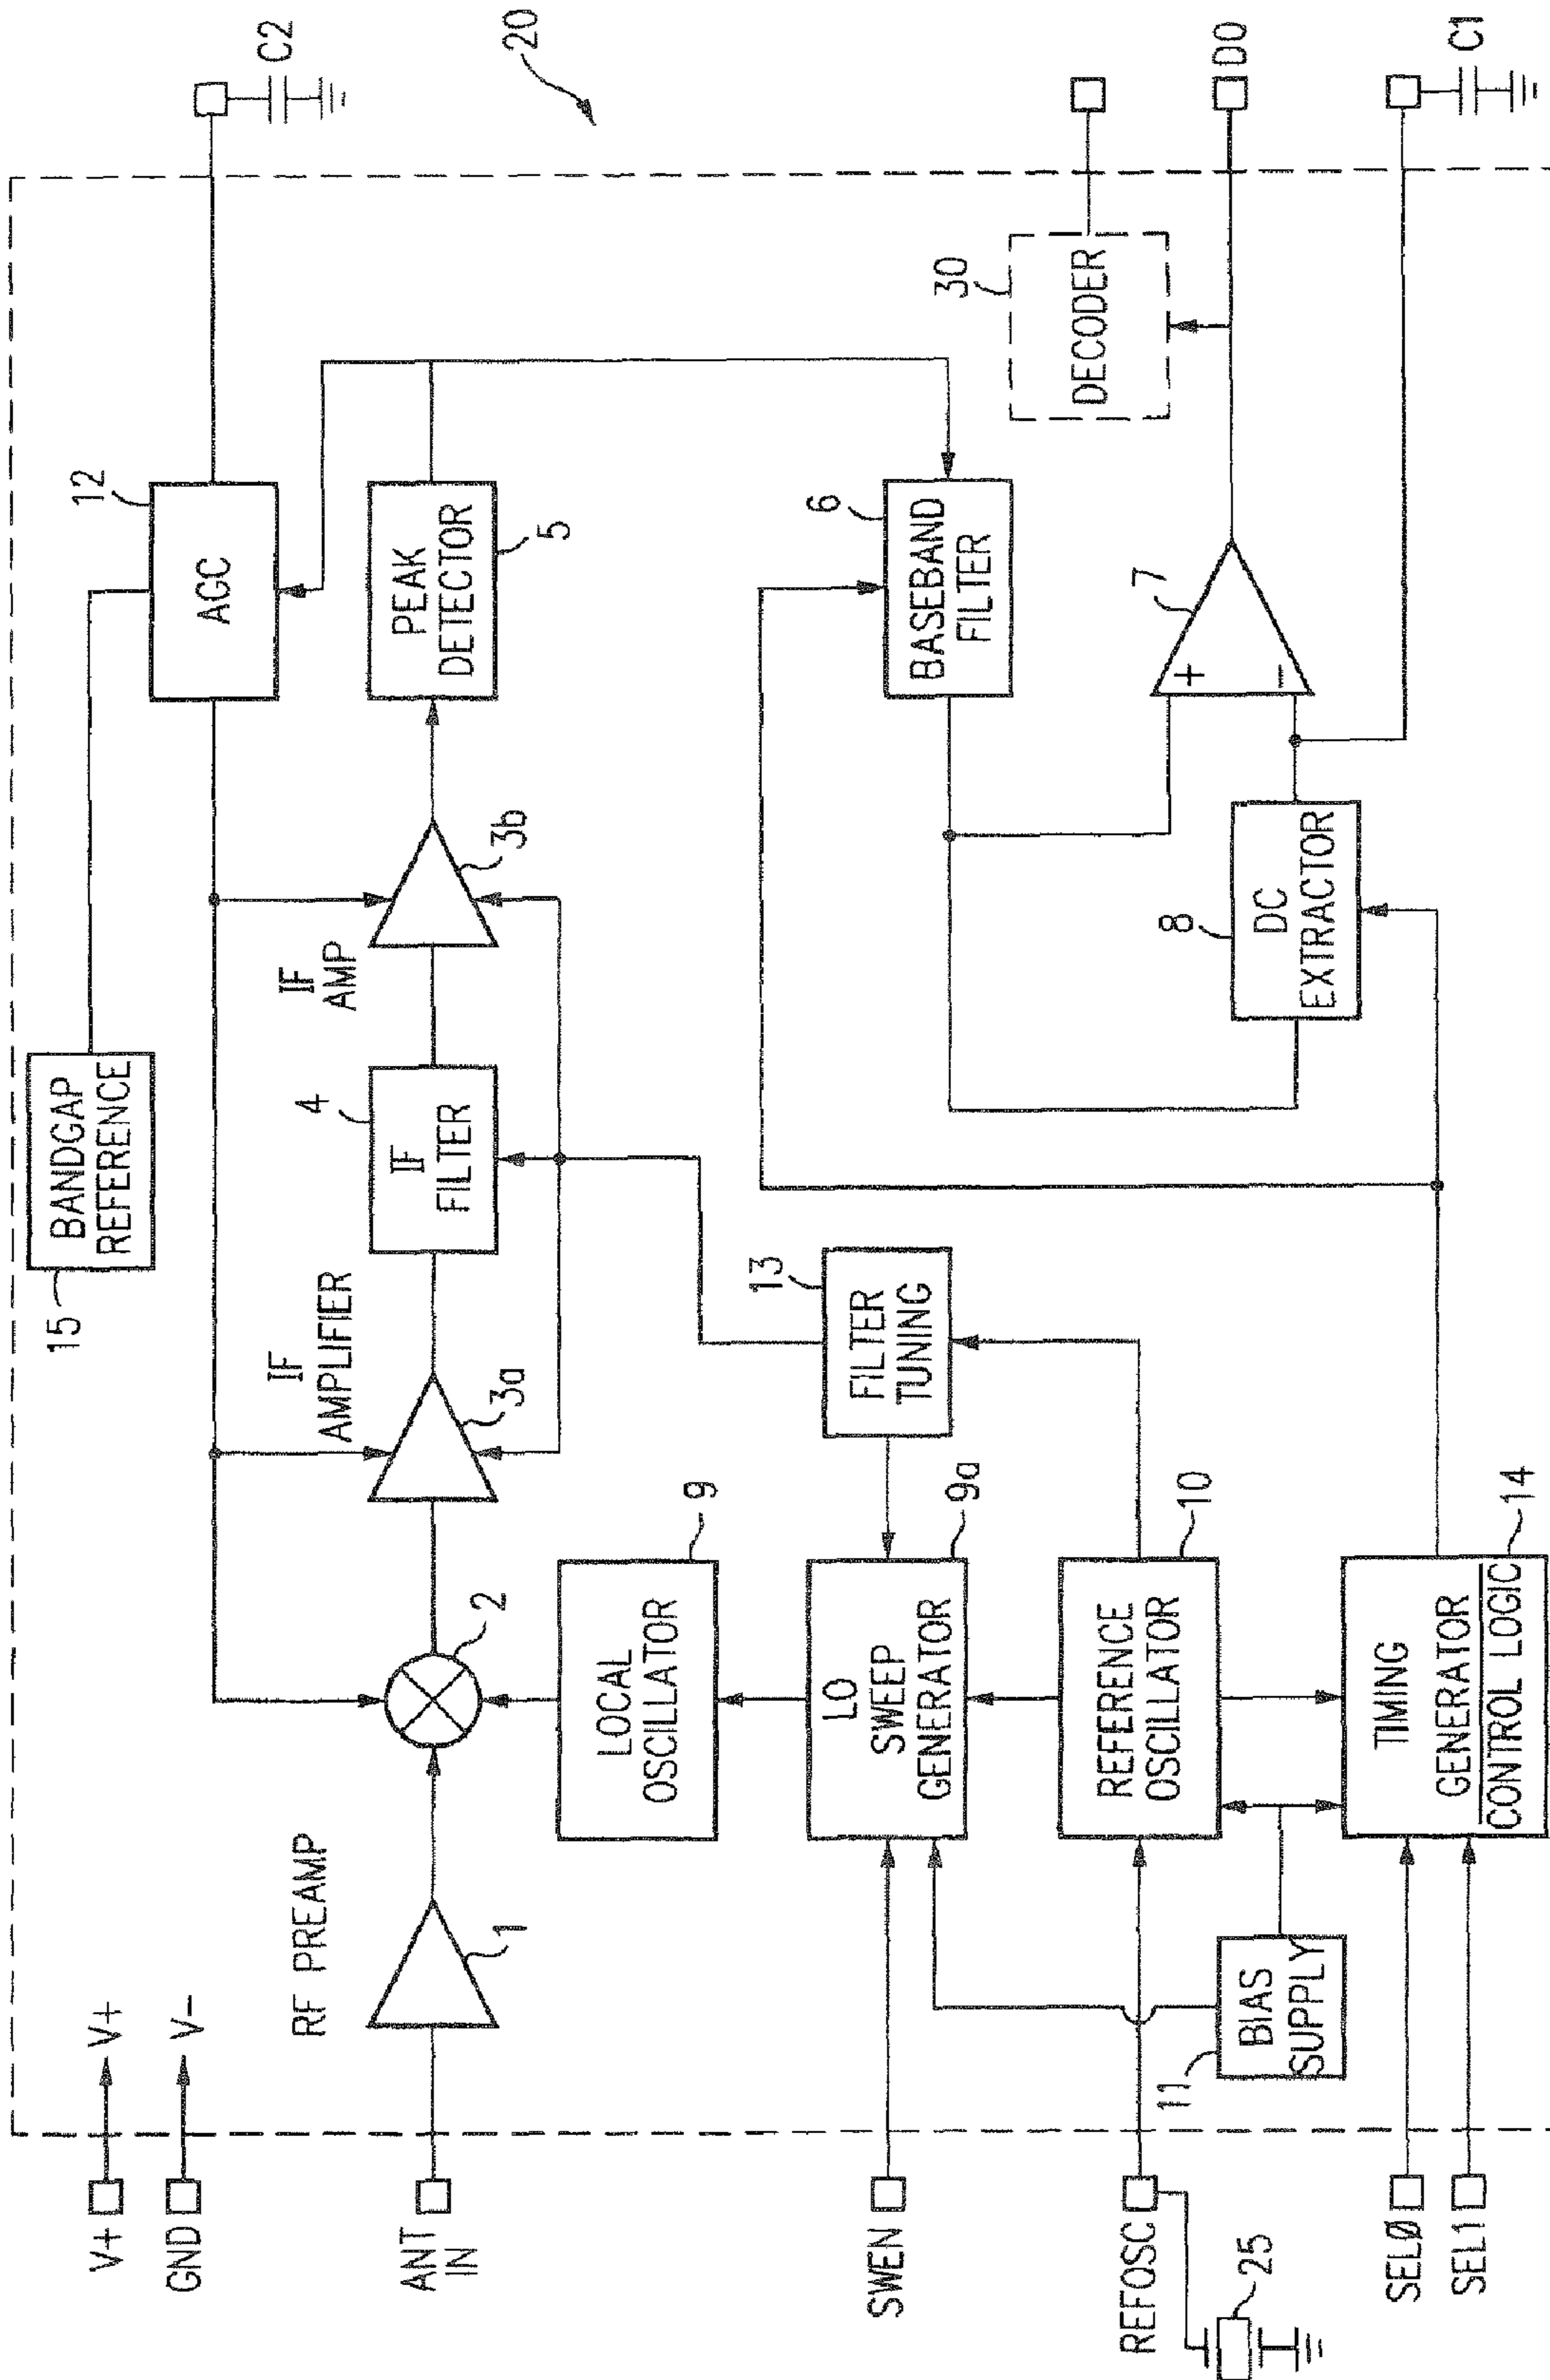 V+
V+
GND
V-
ANT
IN
RF PREAMP
1
2
IF
AMPLIFIER
3a
4
IF
FILTER
IF
AMP
3b
PEAK
DETECTOR
5
15
BANDGAP
REFERENCE
12
AGC
C2
20
9
LOCAL
OSCILLATOR
SWEN
LO
SWEEP
GENERATOR
9a
13
FILTER
TUNING
6
BASEBAND
FILTER
30
DECODER
REFOSC
25
REFERENCE
OSCILLATOR
10
11
BIAS
SUPPLY
8
DC
EXTRACTOR
7
+
−
DO
SELØ
SEL1
TIMING
GENERATOR
CONTROL LOGIC
14
C1